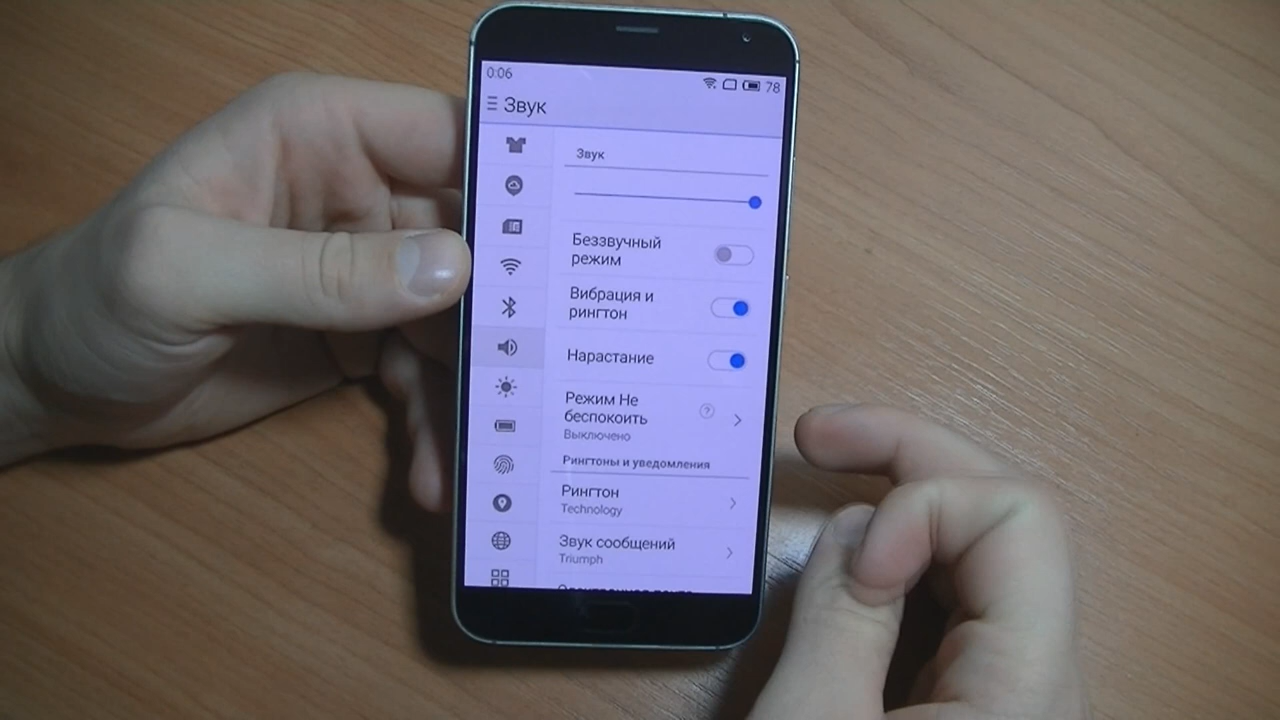 0:06
78
Звук
Звук
Беззвучный
режим
Вибрация и
рингтон
Нарастание
Режим Не
беспокоить
?
Выключено
Рингтоны и уведомления
Рингтон
Technology
Звук сообщений
Triumph